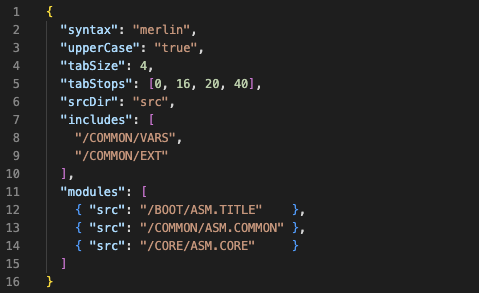 1 {
2   "syntax": "merlin",
3   "upperCase": "true",
4   "tabSize": 4,
5   "tabStops": [0, 16, 20, 40],
6   "srcDir": "src",
7   "includes": [
8     "/COMMON/VARS",
9     "/COMMON/EXT"
10   ],
11   "modules": [
12     { "src": "/BOOT/ASM.TITLE"    },
13     { "src": "/COMMON/ASM.COMMON" },
14     { "src": "/CORE/ASM.CORE"     }
15   ]
16 }